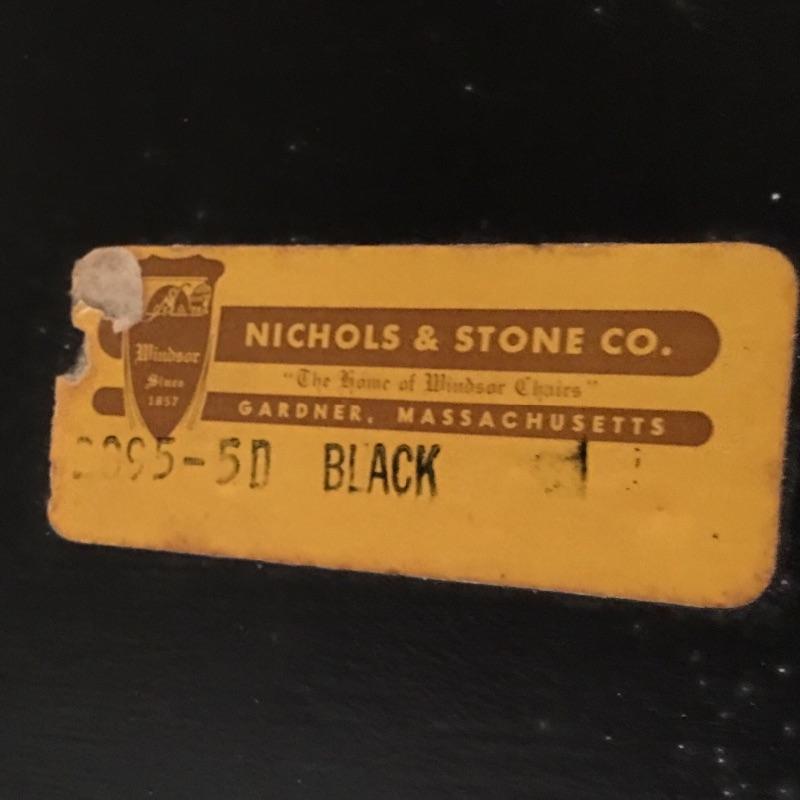 Windsor
Since
1857
NICHOLS & STONE CO.
"The Home of Windsor Chairs"
GARDNER, MASSACHUSETTS
BLACK